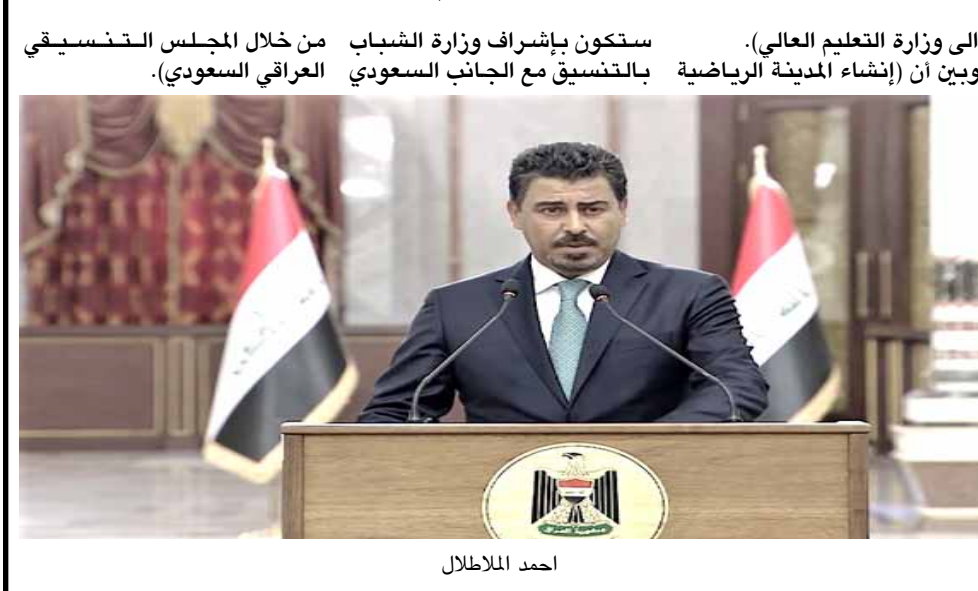 الى وزارة التعليم العالي).
وبين أن (إنشاء المدينة الرياضية
ستكون بإشراف وزارة الشباب
بالتنسيق مع الجانب السعودي
من خلال المجلس التنسيقي
العراقي السعودي).
احمد الملاطلال